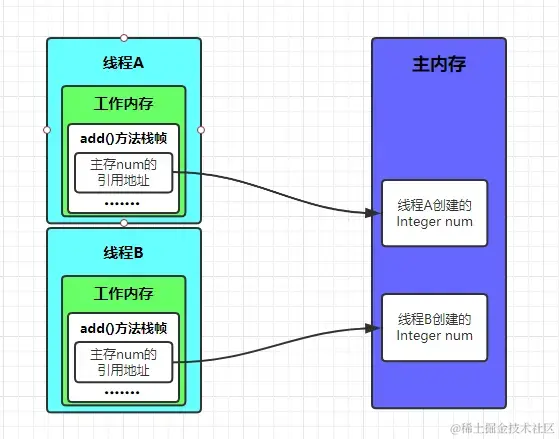 线程A
工作内存
add()方法栈帧
主存num的
引用地址
.......
线程B
工作内存
add()方法栈帧
主存num的
引用地址
.......
主内存
线程A创建的
Integer num
线程B创建的
Integer num
@稀土掘金技术社区